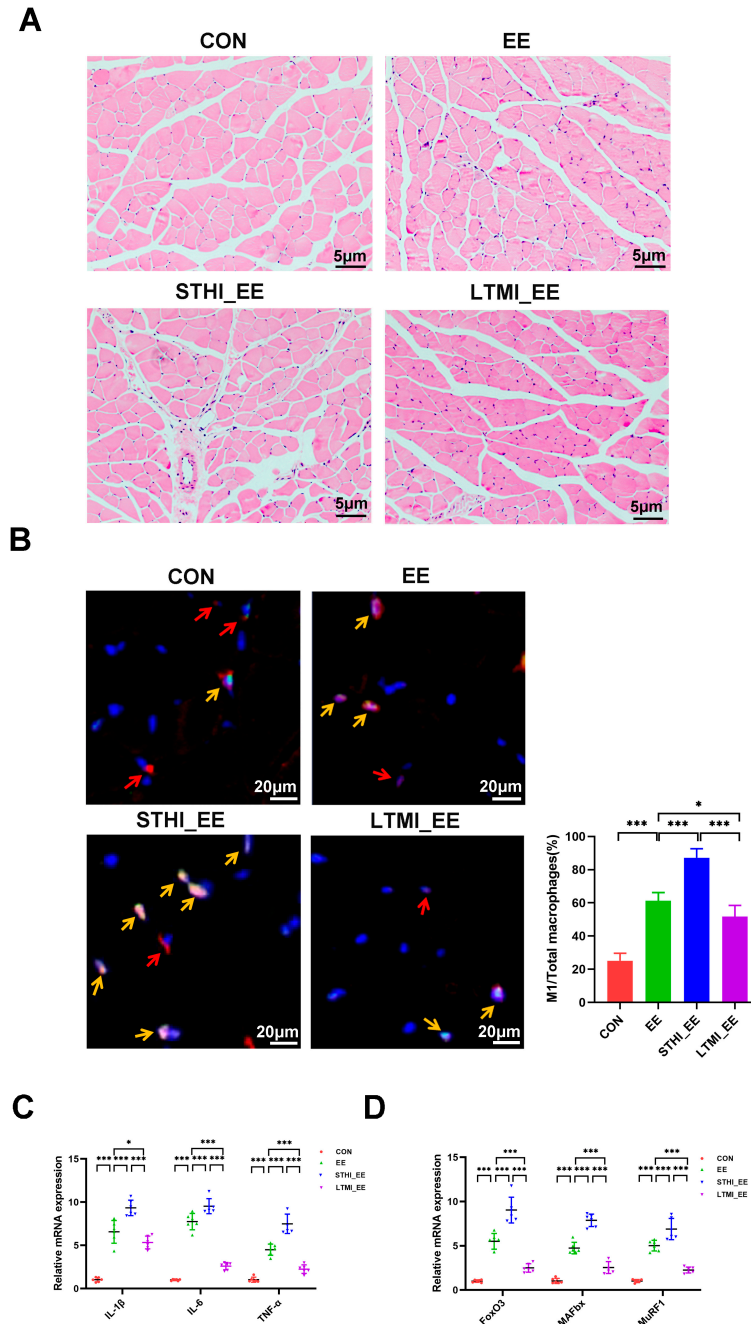 A
CON
EE
5μm
5μm
STHI_EE
LTMI_EE
5μm
5μm
B
CON
EE
20μm
20μm
STHI_EE
LTMI_EE
20μm
20μm
M1/Total macrophages(%)
100
80
60
40
20
0
*
*** *** ***
CON
EE
STHI_EE
LTMI_EE
C
Relative mRNA expression
15
10
5
0
* *** ***
*** *** *** *** *** *** *** *** ***
IL-1β
IL-6
TNF-α
CON
EE
STHI_EE
LTMI_EE
D
Relative mRNA expression
15
10
5
0
*** *** ***
*** *** *** *** *** *** *** *** ***
FoxO3
MAFbx
MuRF1
CON
EE
STHI_EE
LTMI_EE